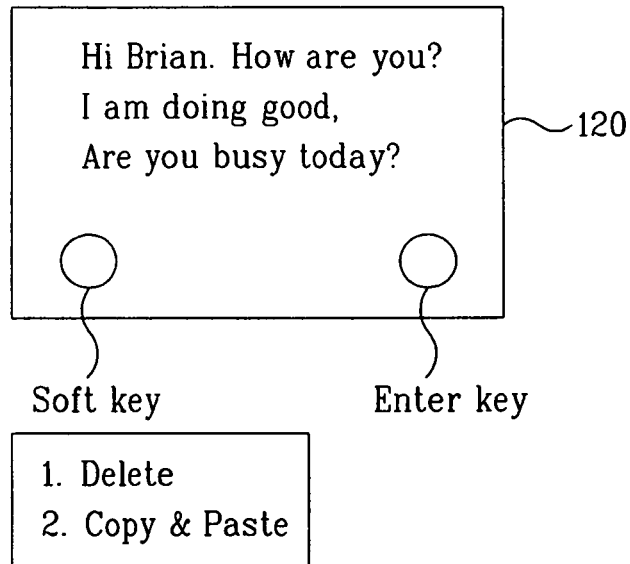 Hi Brian. How are you?
I am doing good,
Are you busy today?
120
Soft key
Enter key
1. Delete
2. Copy & Paste